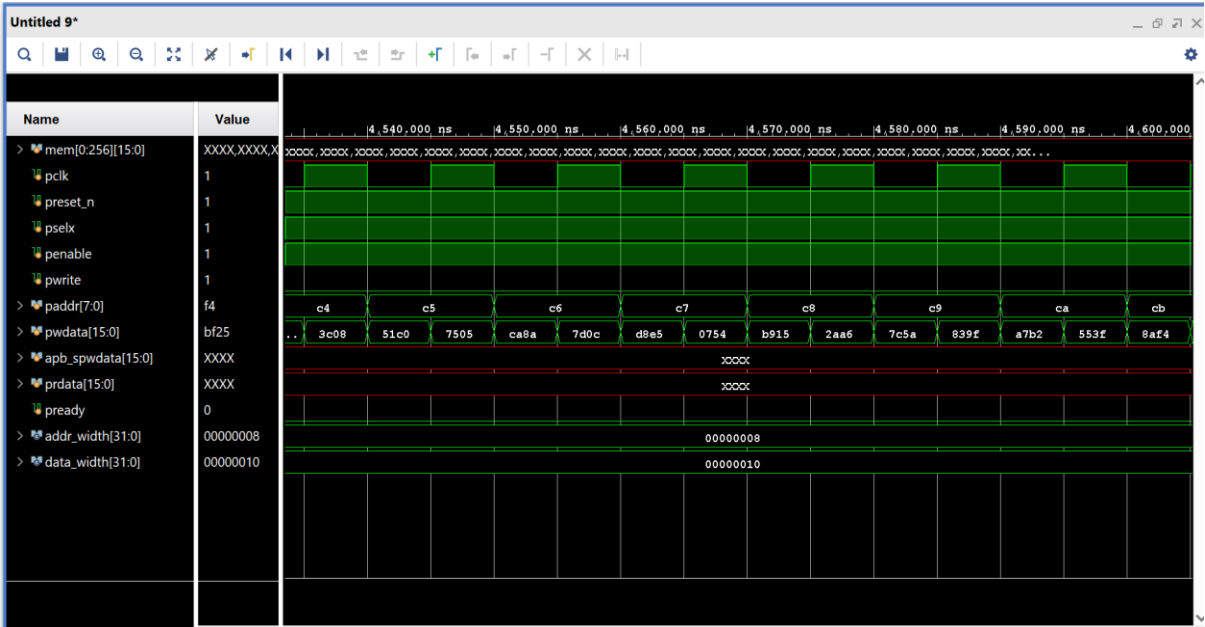 Untitled 9*
Name Value
4,540,000 ns 4,550,000 ns 4,560,000 ns 4,570,000 ns 4,580,000 ns 4,590,000 ns 4,600,000
mem[0:256][15:0] XXXX,XXXX,X XXXX,XXXX,XXXX,XXXX,XXXX,XXXX,XXXX,XXXX,XXXX,XXXX,XXXX,XXXX,XXXX,XXXX,XXXX,XXXX,XXXX,XXXX,XXXX,XXXX,XXXX,XX...
pclk 1
preset_n 1
pselx 1
penable 1
pwrite 1
paddr[7:0] f4 c4 c5 c6 c7 c8 c9 ca cb
pwdata[15:0] bf25 .. 3c08 51c0 7505 ca8a 7d0c d8e5 0754 b915 2aa6 7c5a 839f a7b2 553f 8af4
apb_spwdata[15:0] XXXX XXXX
prdata[15:0] XXXX XXXX
pready 0
addr_width[31:0] 00000008 00000008
data_width[31:0] 00000010 00000010